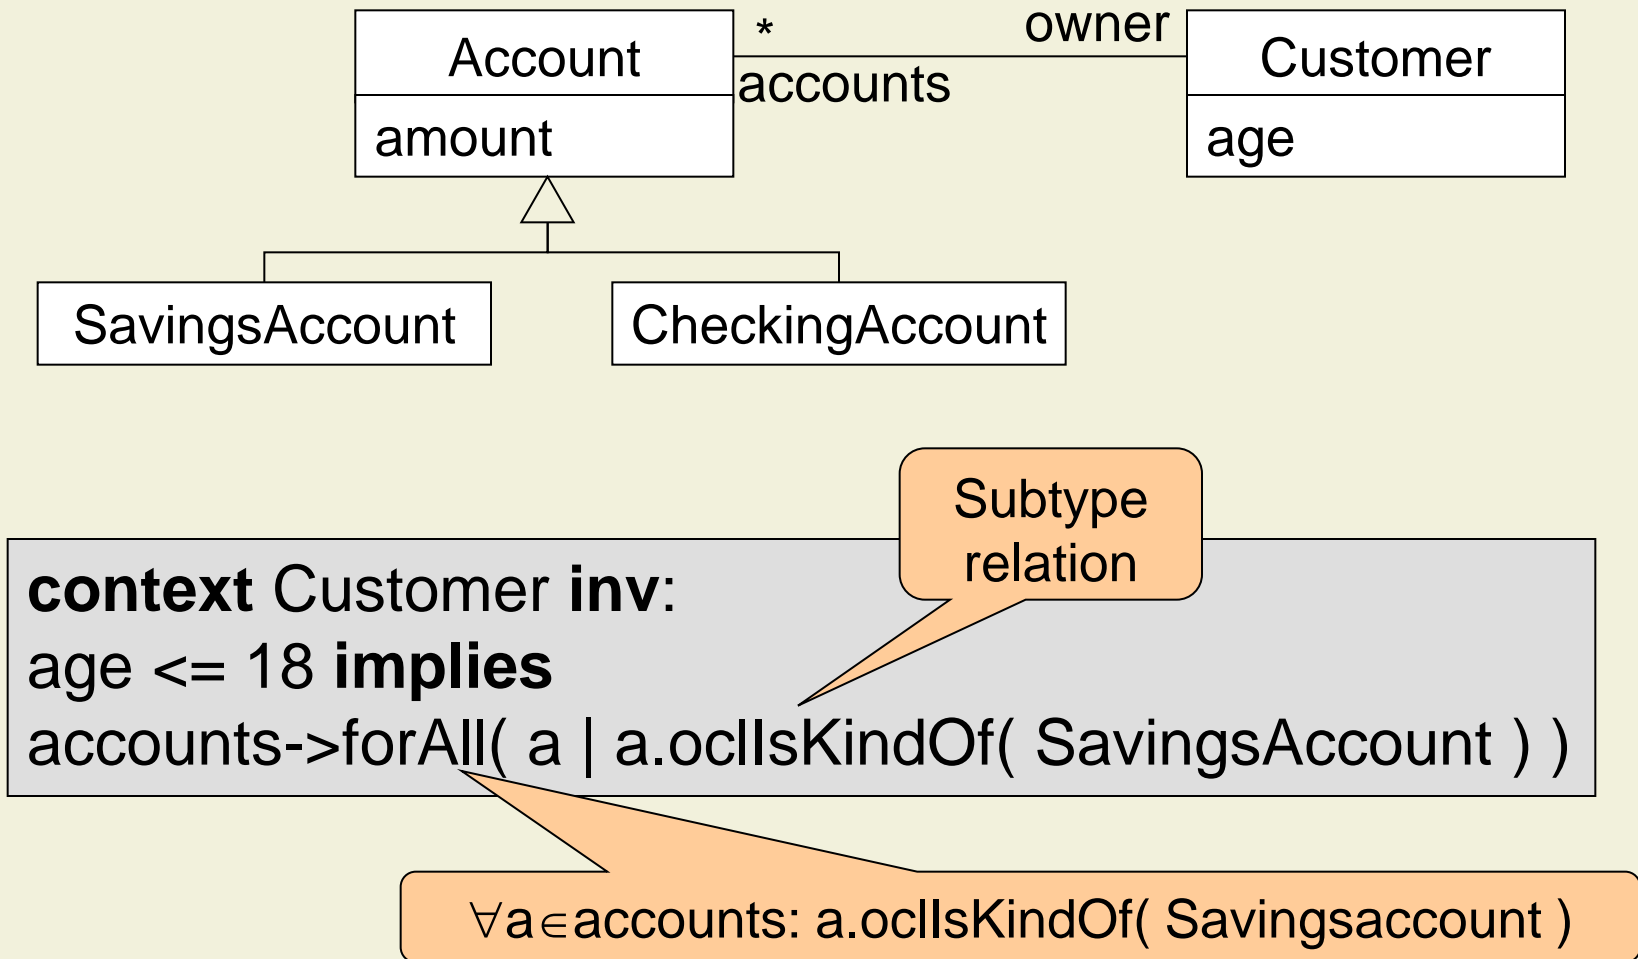 Account
*
owner
Customer
accounts
amount
age
SavingsAccount
CheckingAccount
Subtype
relation
context Customer inv:
age <= 18 implies
accounts->forAll( a | a.oclIsKindOf( SavingsAccount ) )
∀a∈accounts: a.oclIsKindOf( Savingsaccount )